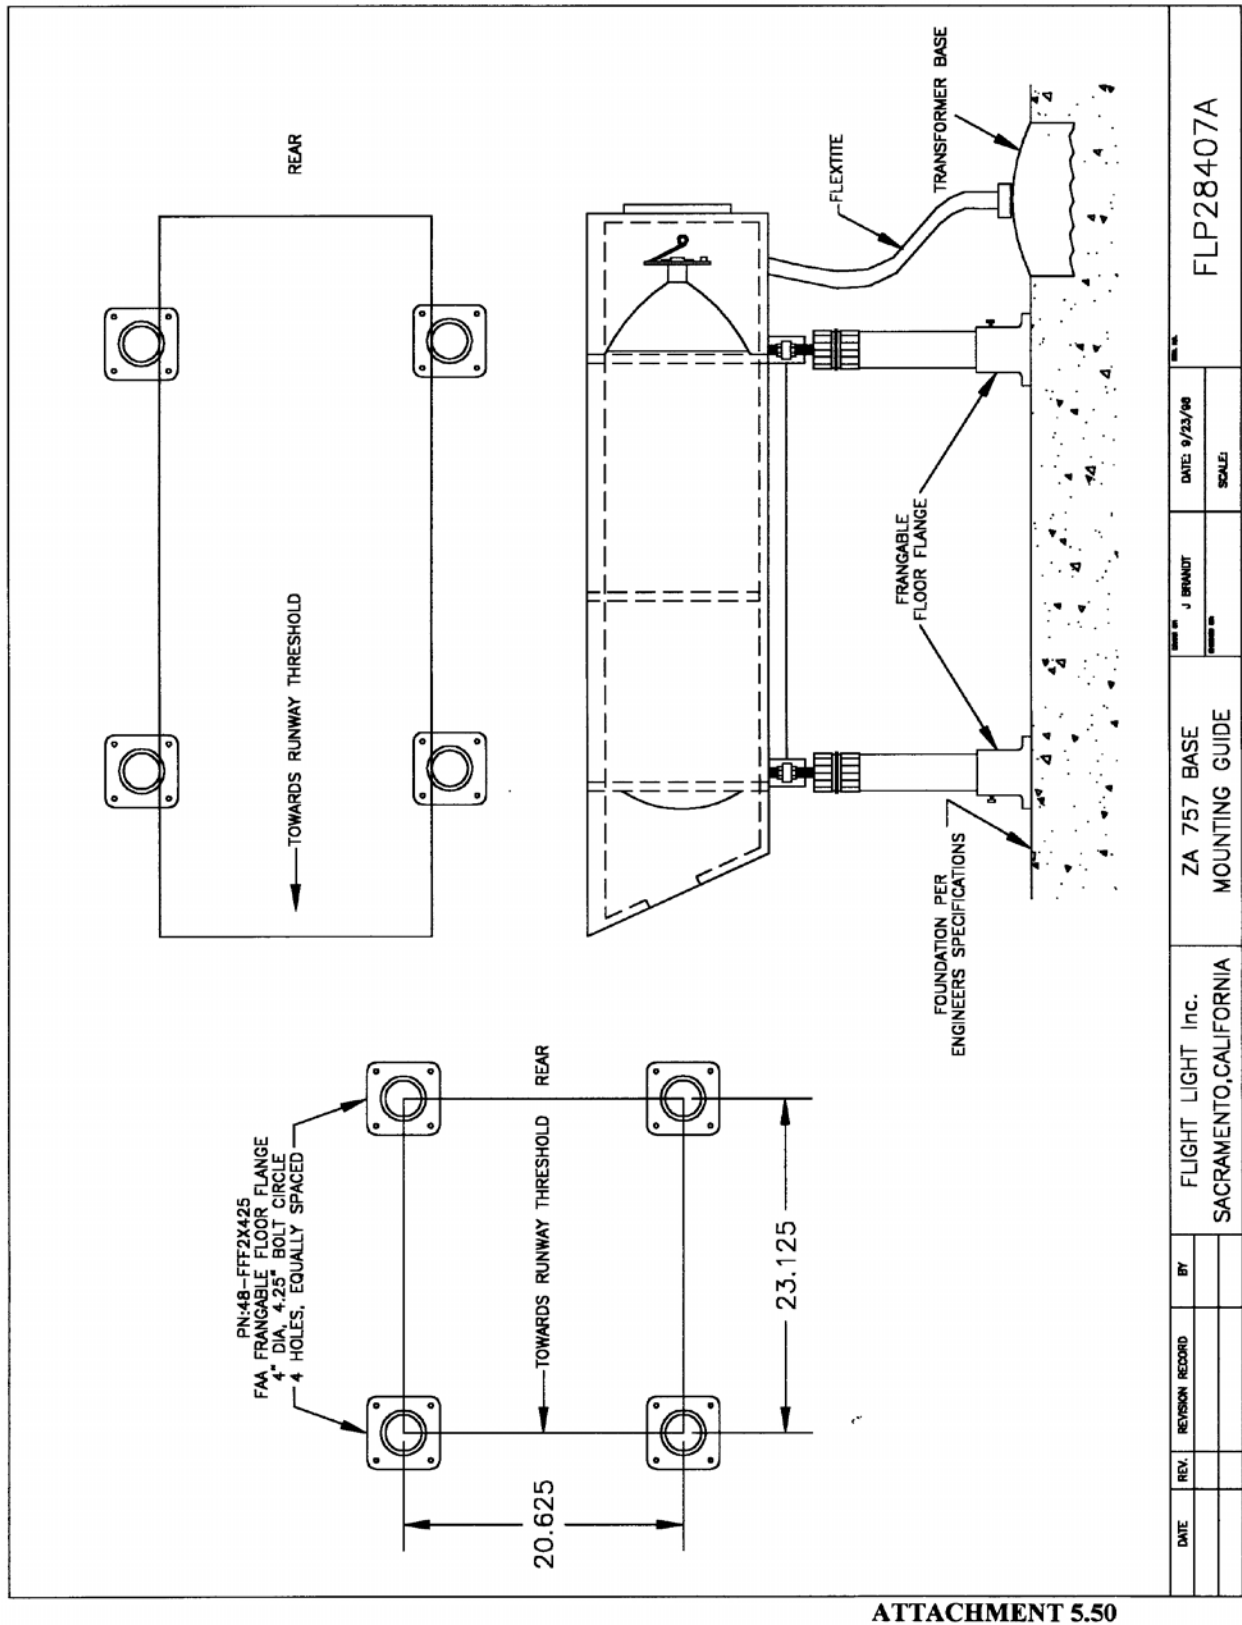 PN:48-FFF2X425
FAA FRANGABLE FLOOR FLANGE
4" DIA, 4.25" BOLT CIRCLE
4 HOLES, EQUALLY SPACED
TOWARDS RUNWAY THRESHOLD
REAR
20.625
23.125
TOWARDS RUNWAY THRESHOLD
REAR
FLEXTITE
TRANSFORMER BASE
FRANGABLE
FLOOR FLANGE
FOUNDATION PER
ENGINEERS SPECIFICATIONS
DATE
REV.
REVISION RECORD
BY
FLIGHT LIGHT Inc.
SACRAMENTO,CALIFORNIA
ZA 757 BASE
MOUNTING GUIDE
J BRANDT
DATE: 9/23/98
SCALE:
FLP28407A
ATTACHMENT 5.50